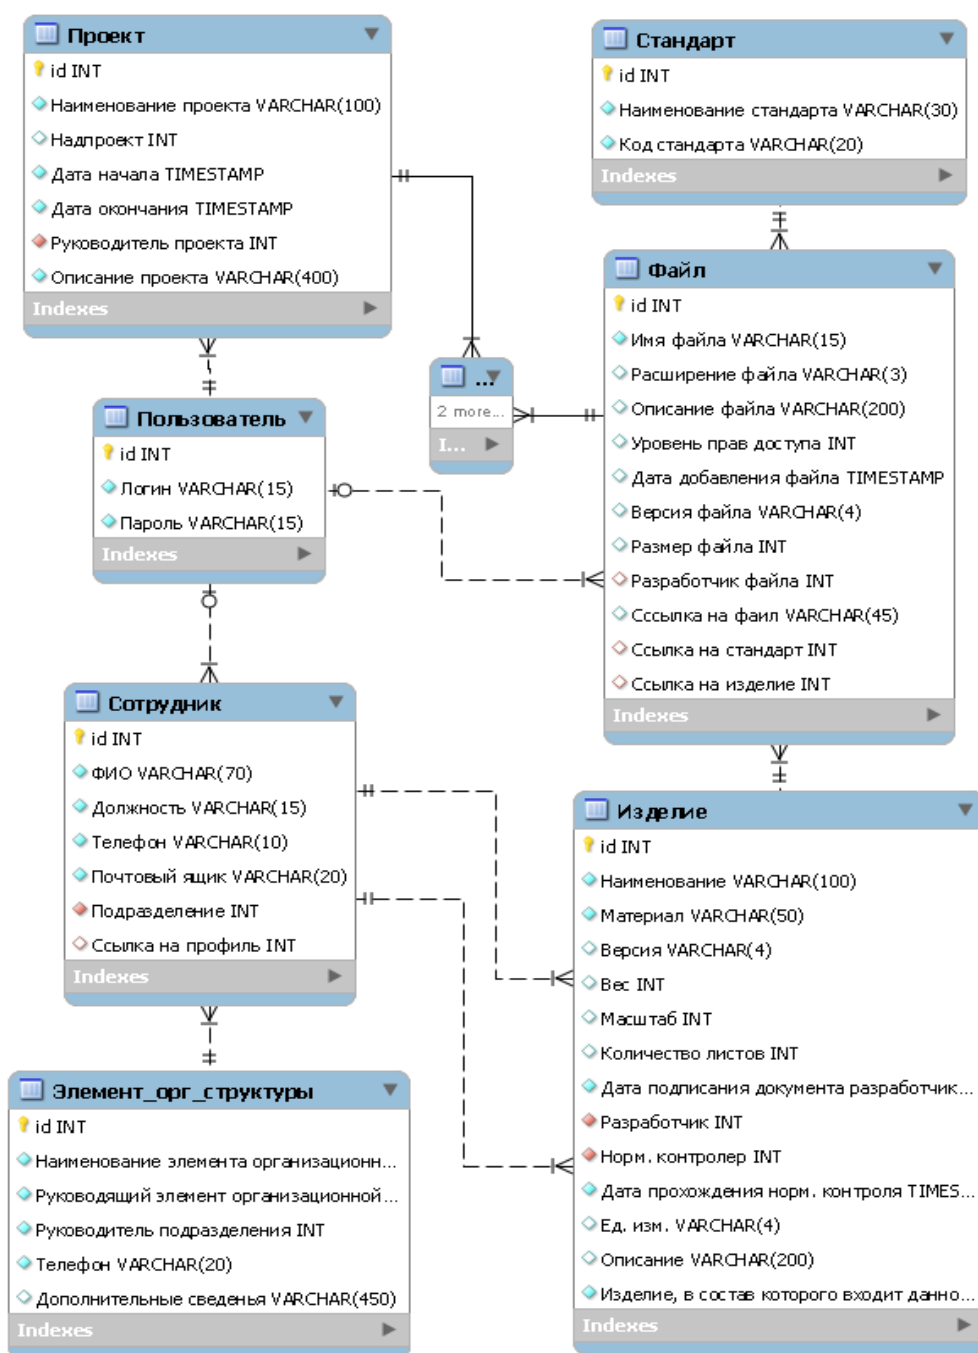 Проект
id INT
Наименование проекта VARCHAR(100)
Надпроект INT
Дата начала TIMESTAMP
Дата окончания TIMESTAMP
Руководитель проекта INT
Описание проекта VARCHAR(400)
Indexes
Стандарт
id INT
Наименование стандарта VARCHAR(30)
Код стандарта VARCHAR(20)
Indexes
Файл
id INT
Имя файла VARCHAR(15)
Расширение файла VARCHAR(3)
Описание файла VARCHAR(200)
Уровень прав доступа INT
Дата добавления файла TIMESTAMP
Версия файла VARCHAR(4)
Размер файла INT
Разработчик файла INT
Сссылка на фаил VARCHAR(45)
Ссылка на стандарт INT
Ссылка на изделие INT
Indexes
...
2 more...
I...
Пользователь
id INT
Логин VARCHAR(15)
Пароль VARCHAR(15)
Indexes
Сотрудник
id INT
ФИО VARCHAR(70)
Должность VARCHAR(15)
Телефон VARCHAR(10)
Почтовый ящик VARCHAR(20)
Подразделение INT
Ссылка на профиль INT
Indexes
Изделие
id INT
Наименование VARCHAR(100)
Материал VARCHAR(50)
Версия VARCHAR(4)
Вес INT
Масштаб INT
Количество листов INT
Дата подписания документа разработчик...
Разработчик INT
Норм. контролер INT
Дата прохождения норм. контроля TIMES...
Ед. изм. VARCHAR(4)
Описание VARCHAR(200)
Изделие, в состав которого входит данно...
Indexes
Элемент_орг_структуры
id INT
Наименование элемента организационн...
Руководящий элемент организационной...
Руководитель подразделения INT
Телефон VARCHAR(20)
Дополнительные сведенья VARCHAR(450)
Indexes